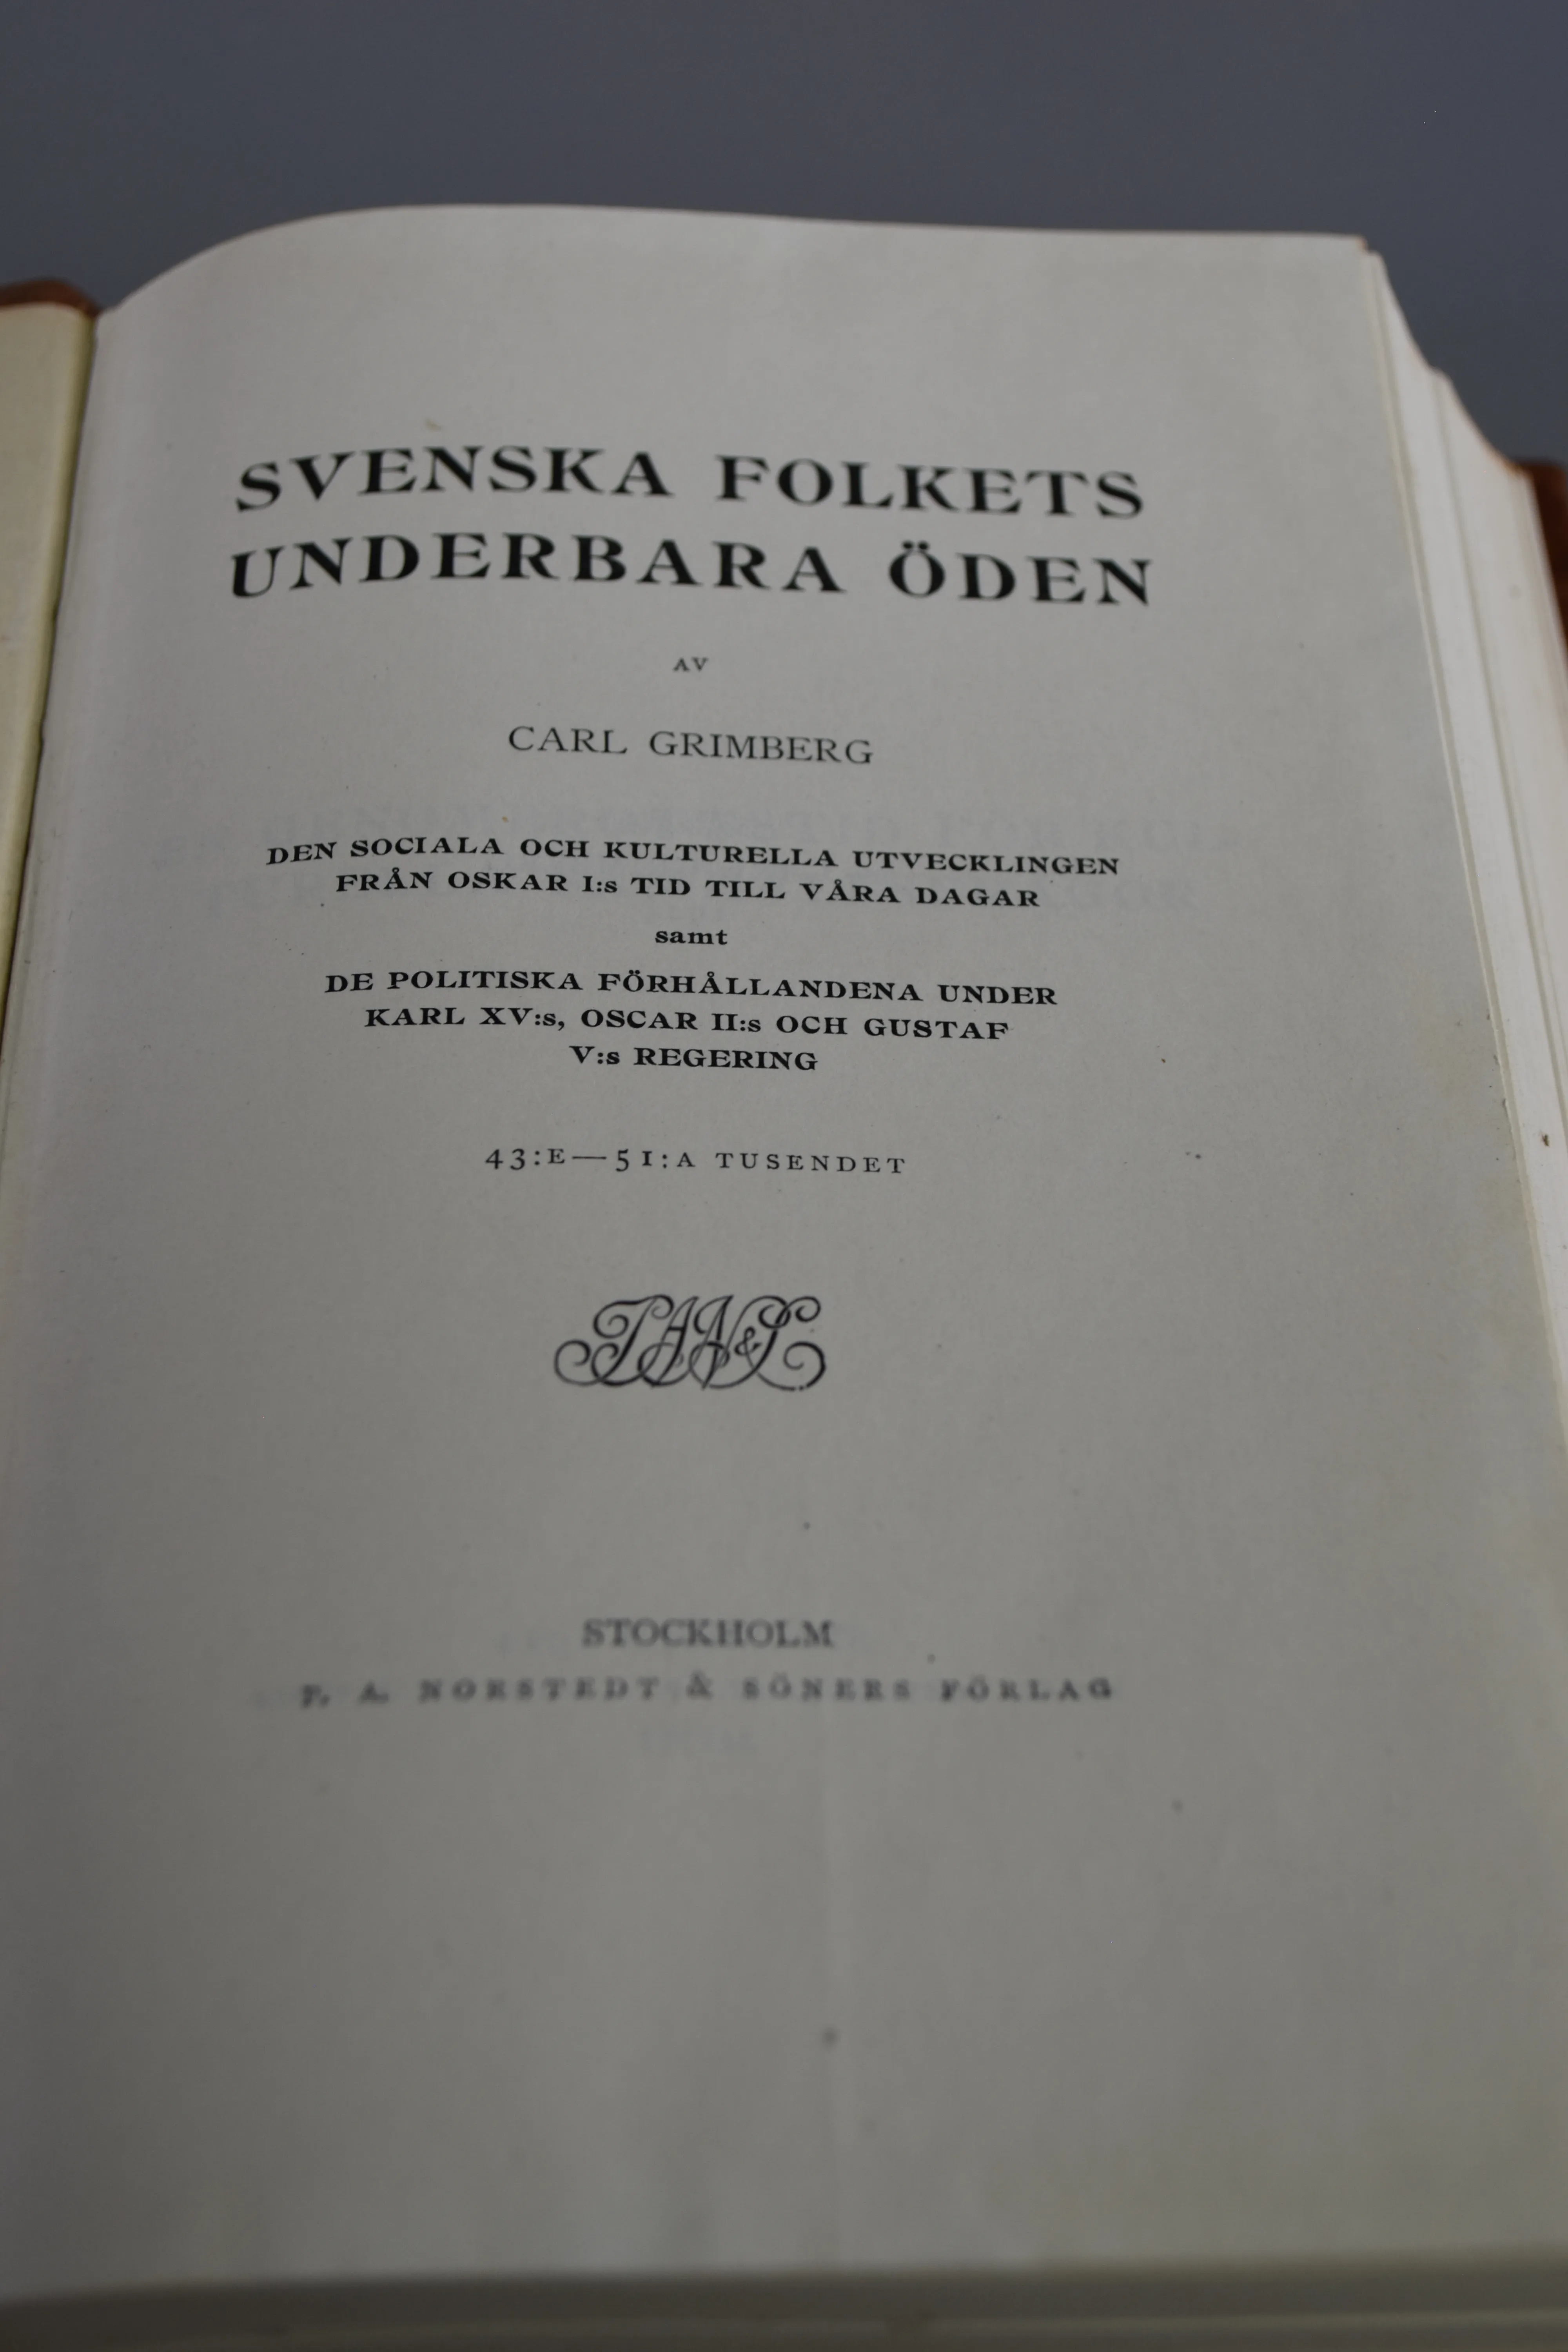 SVENSKA FOLKETS
UNDERBARA ÖDEN
AV
CARL GRIMBERG
DEN SOCIALA OCH KULTURELLA UTVECKLINGEN
FRÅN OSKAR I:s TID TILL VÅRA DAGAR
samt
DE POLITISKA FÖRHÅLLANDENA UNDER
KARL XV:s, OSCAR II:s OCH GUSTAF
V:s REGERING
43:E—51:A TUSENDET
PAN&S
STOCKHOLM
P. A. NORSTEDT & SÖNERS FÖRLAG